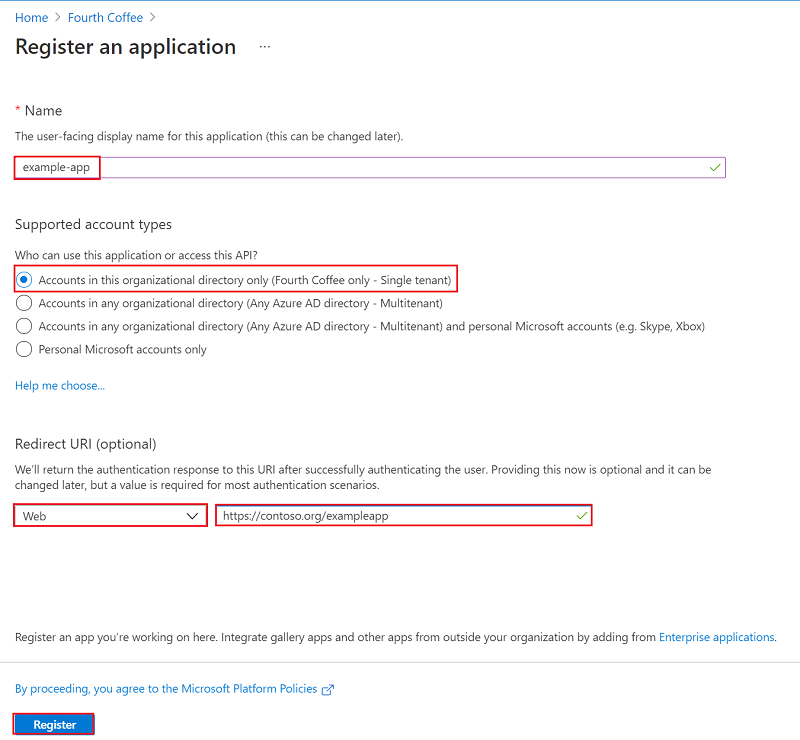 Home > Fourth Coffee >
Register an application ...
* Name
The user-facing display name for this application (this can be changed later).
example-app
Supported account types
Who can use this application or access this API?
Accounts in this organizational directory only (Fourth Coffee only - Single tenant)
Accounts in any organizational directory (Any Azure AD directory - Multitenant)
Accounts in any organizational directory (Any Azure AD directory - Multitenant) and personal Microsoft accounts (e.g. Skype, Xbox)
Personal Microsoft accounts only
Help me choose...
Redirect URI (optional)
We'll return the authentication response to this URI after successfully authenticating the user. Providing this now is optional and it can be
changed later, but a value is required for most authentication scenarios.
Web https://contoso.org/exampleapp
Register an app you're working on here. Integrate gallery apps and other apps from outside your organization by adding from Enterprise applications.
By proceeding, you agree to the Microsoft Platform Policies
Register